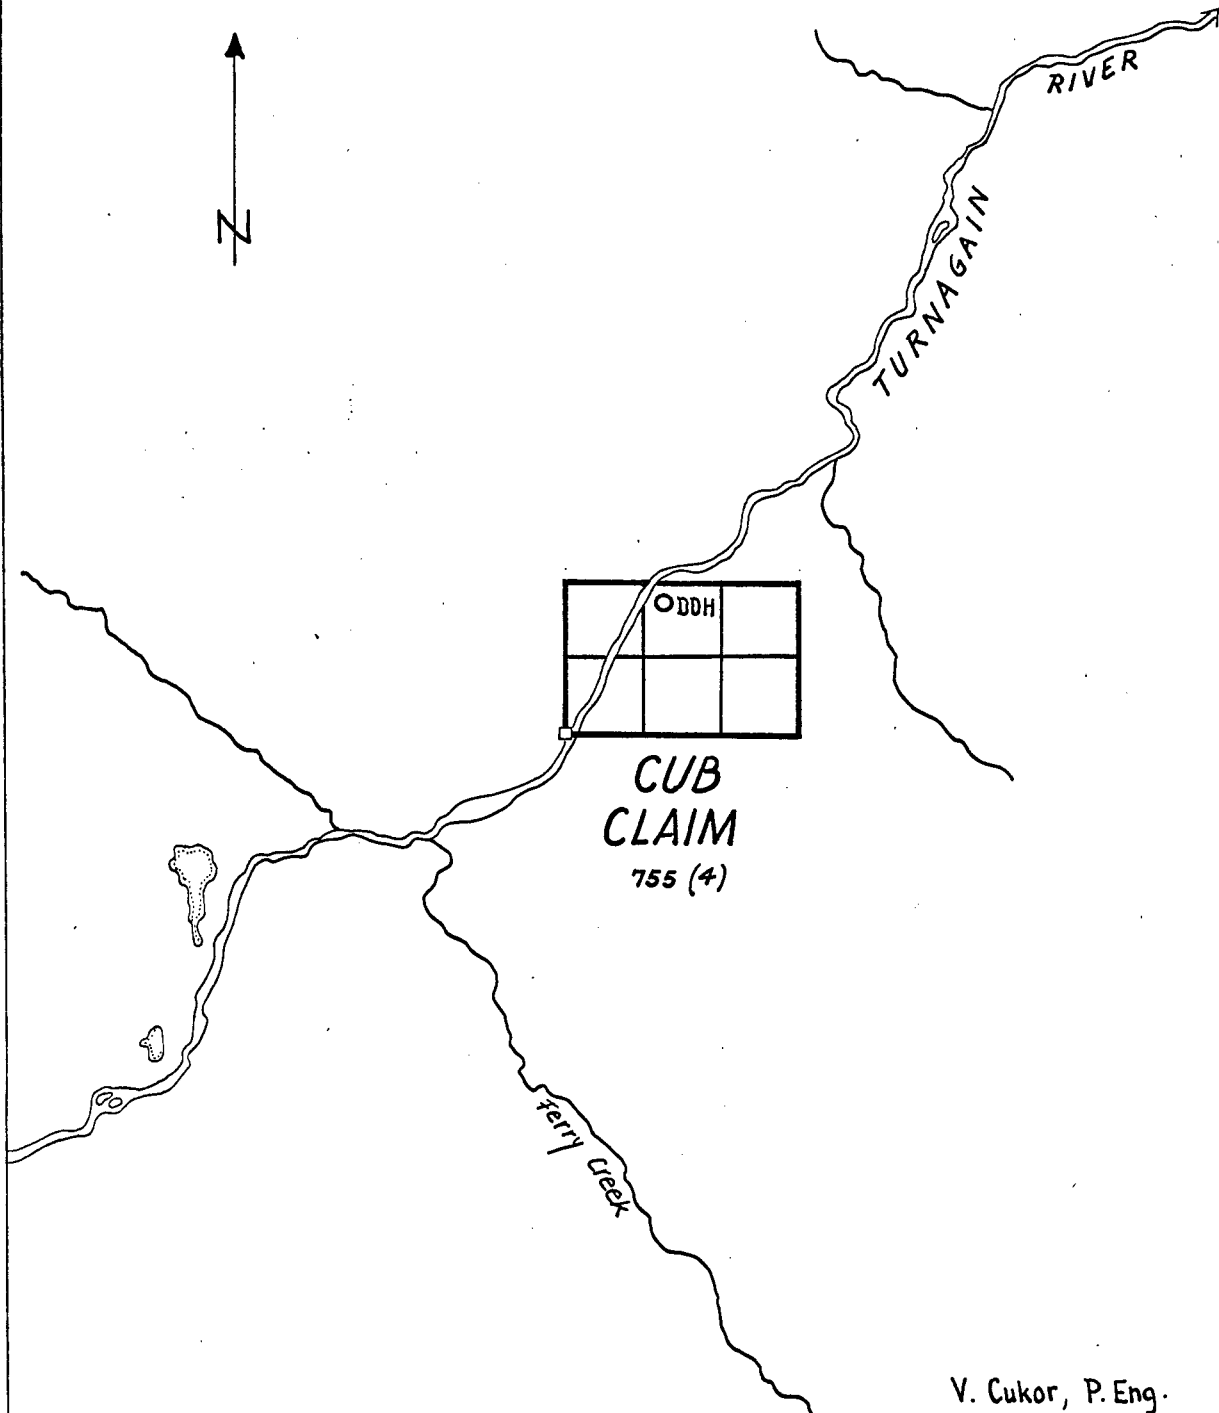 RIVER
N
TURNAGAIN
DDH
CUB
CLAIM
755 (4)
Ferry Creek
V. Cukor, P. Eng.